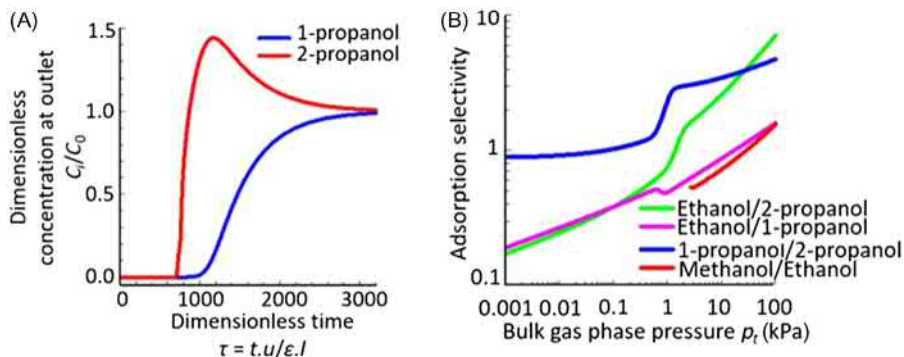 (A)
1.5
1-propanol
2-propanol
Dimensionless
concentration at outlet
Cᵢ/C₀
1.0
0.5
0.0
0
1000
2000
3000
Dimensionless time
τ = t.u/ε.l
(B)
10
Adsorption selectivity
1
0.1
Ethanol/2-propanol
Ethanol/1-propanol
1-propanol/2-propanol
Methanol/Ethanol
0.001
0.01
0.1
1
10
100
Bulk gas phase pressure pₜ (kPa)